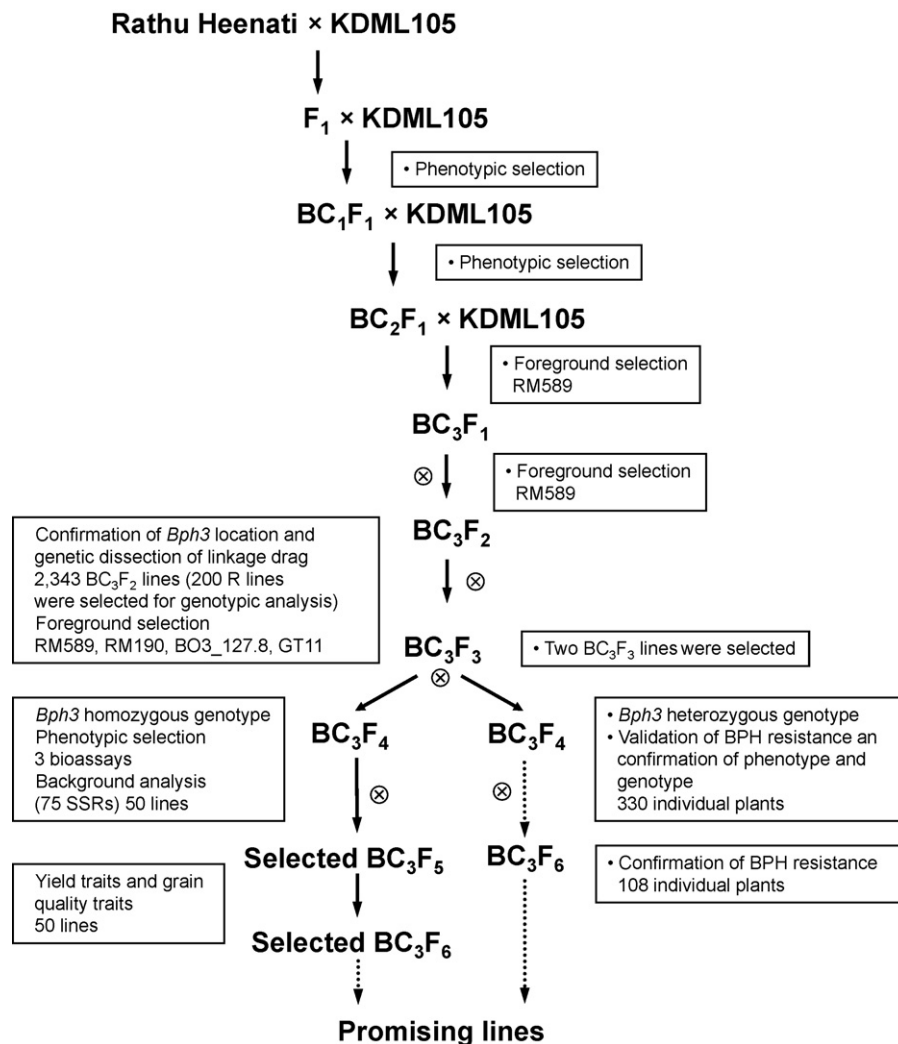 Rathu Heenati × KDML105
F₁ × KDML105
• Phenotypic selection
BC₁F₁ × KDML105
• Phenotypic selection
BC₂F₁ × KDML105
• Foreground selection
RM589
BC₃F₁
• Foreground selection
RM589
BC₃F₂
Confirmation of Bph3 location and
genetic dissection of linkage drag
2,343 BC₃F₂ lines (200 R lines
were selected for genotypic analysis)
Foreground selection
RM589, RM190, BO3_127.8, GT11
BC₃F₃
• Two BC₃F₃ lines were selected
Bph3 homozygous genotype
Phenotypic selection
3 bioassays
Background analysis
(75 SSRs) 50 lines
BC₃F₄
BC₃F₄
• Bph3 heterozygous genotype
• Validation of BPH resistance an
confirmation of phenotype and
genotype
330 individual plants
Selected BC₃F₅
BC₃F₆
• Confirmation of BPH resistance
108 individual plants
Yield traits and grain
quality traits
50 lines
Selected BC₃F₆
Promising lines